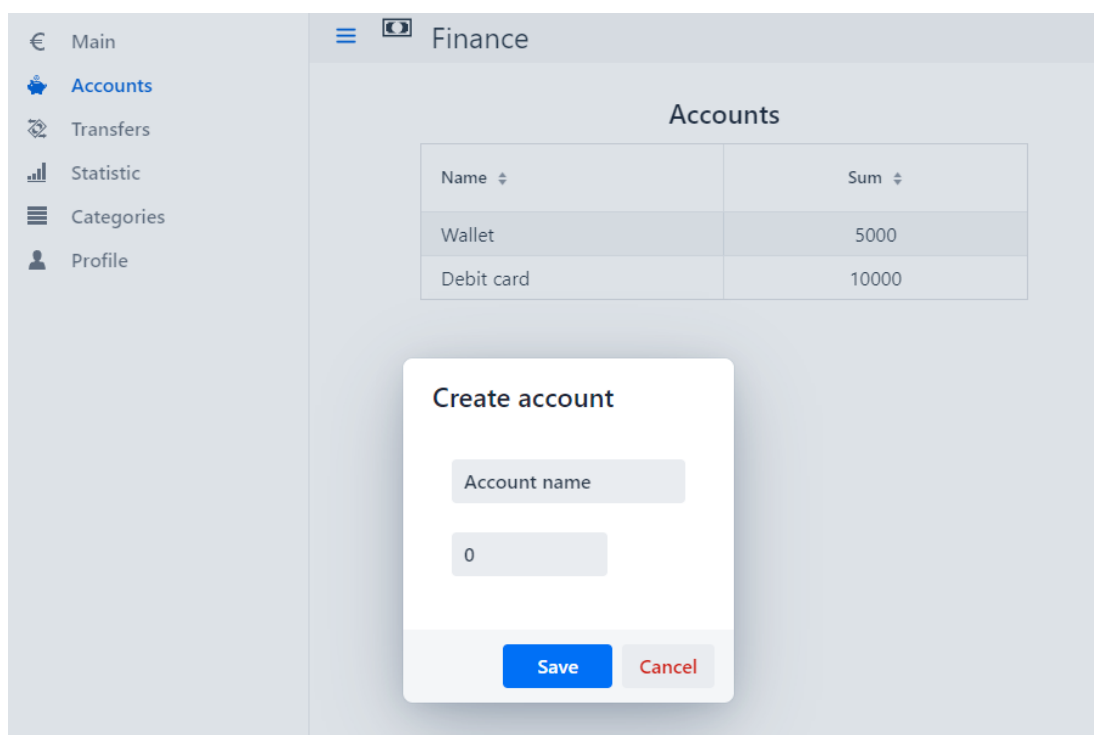 € Main
Accounts
Transfers
Statistic
Categories
Profile
Finance
Accounts
Name Sum
Wallet 5000
Debit card 10000
Create account
Account name
0
Save Cancel